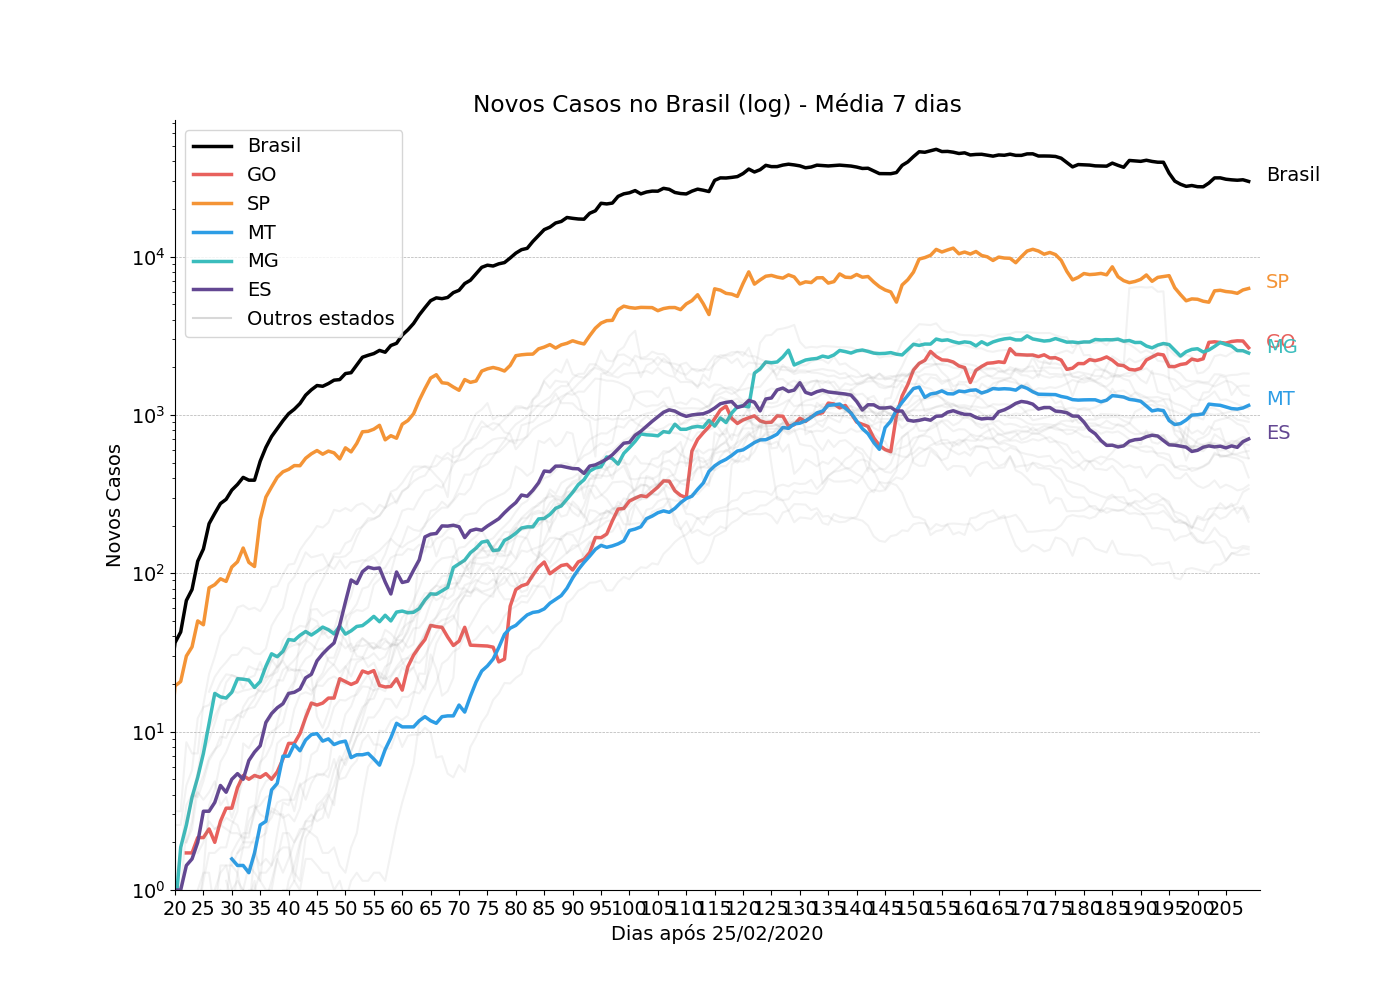 Novos Casos no Brasil (log) - Média 7 dias
Brasil
GO
SP
MT
MG
ES
Outros estados
Novos Casos
10^4
10^3
10^2
10^1
10^0
Brasil
SP
GO
MG
MT
ES
20 25 30 35 40 45 50 55 60 65 70 75 80 85 90 95 100 105 110 115 120 125 130 135 140 145 150 155 160 165 170 175 180 185 190 195 200 205
Dias após 25/02/2020